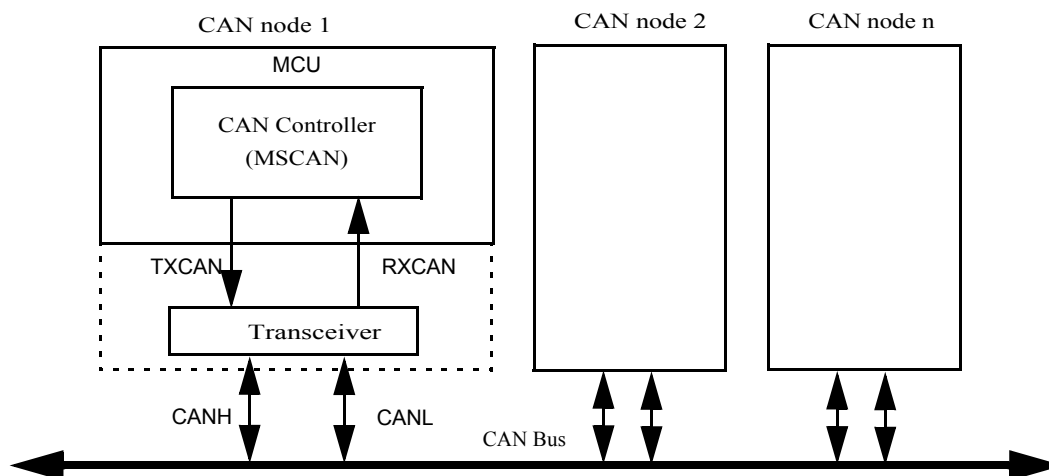 CAN node 1
CAN node 2
CAN node n
MCU
CAN Controller
(MSCAN)
TXCAN
RXCAN
Transceiver
CANH
CANL
CAN Bus